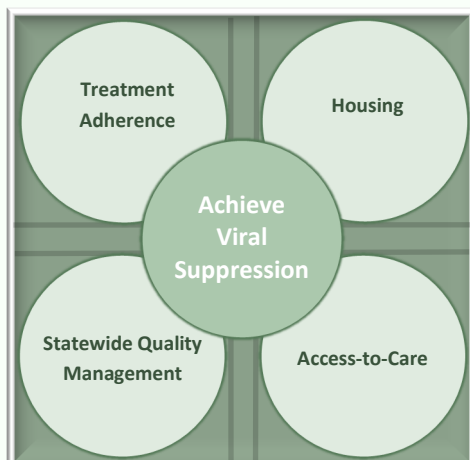 Treatment
Adherence
Housing
Achieve
Viral
Suppression
Statewide Quality
Management
Access-to-Care